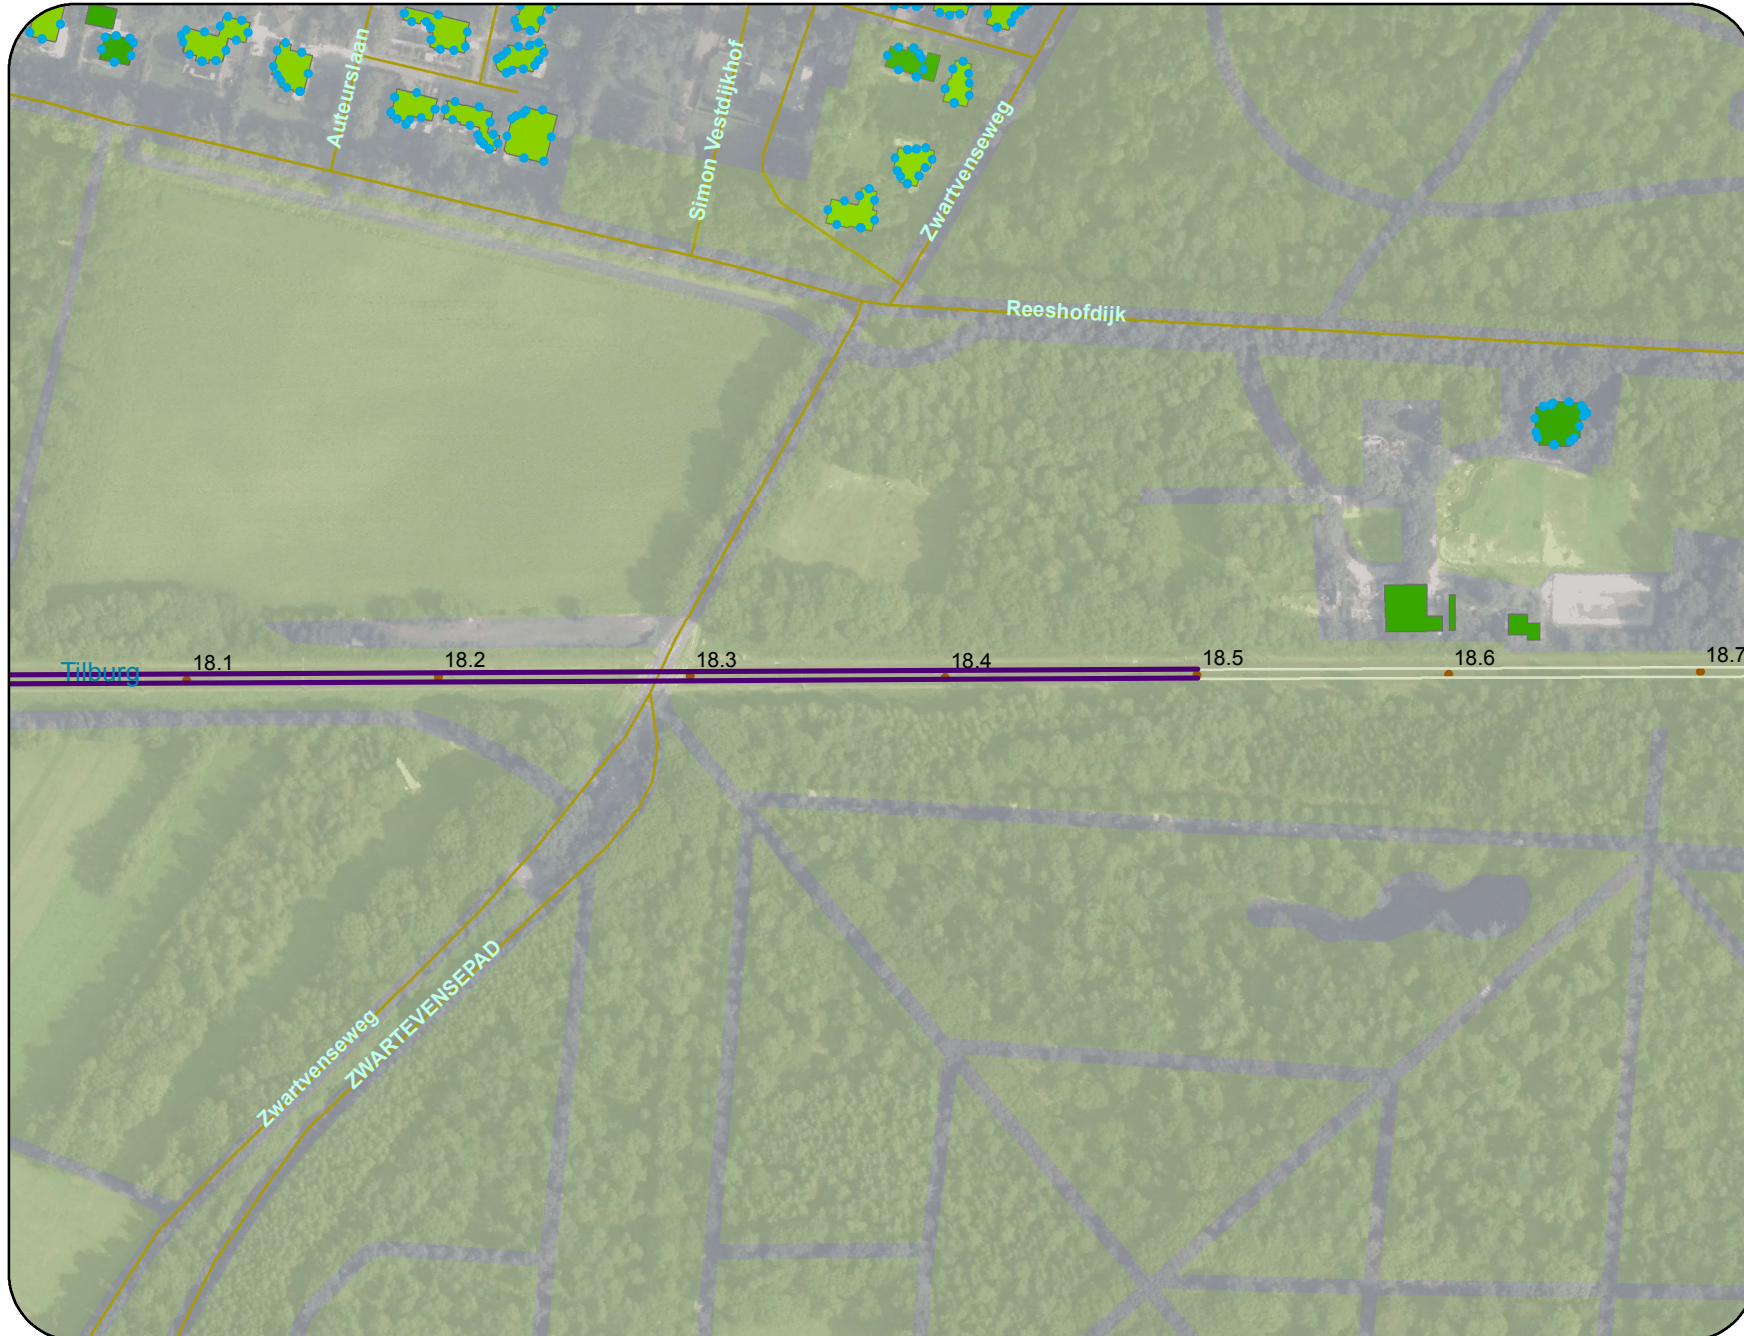 Auteurslaan
Simon Vestdijkhof
Zwartvenseweg
Reeshofdijk
Tilburg
18.1
18.2
18.3
18.4
18.5
18.6
18.7
Zwartvenseweg
ZWARTEVENSEPAD